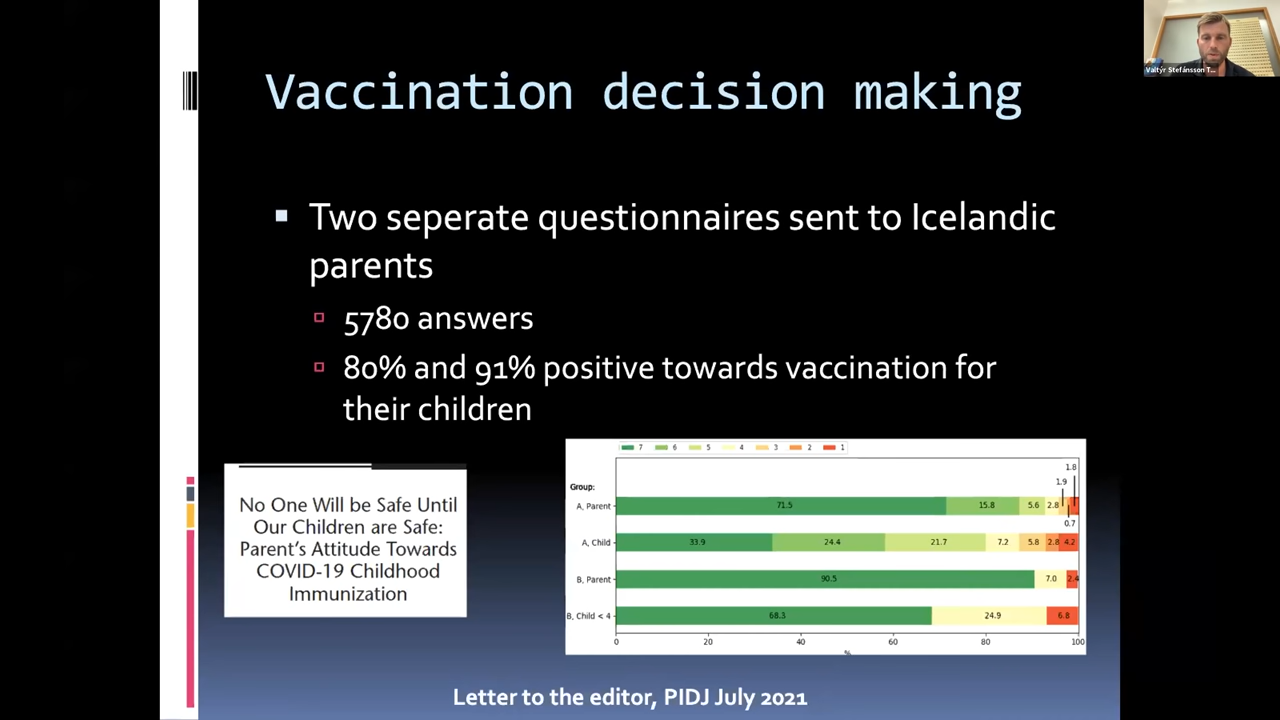 Valtýr Stefánsson T...
Vaccination decision making
Two seperate questionnaires sent to Icelandic
parents
5780 answers
80% and 91% positive towards vaccination for
their children
No One Will be Safe Until
Our Children are Safe:
Parent's Attitude Towards
COVID-19 Childhood
Immunization
7 6 5 4 3 2 1
Group:
1.8
1.9
A, Parent 71.5 15.8 5.6 2.8
0.7
A, Child 33.9 24.4 21.7 7.2 5.8 2.8 4.2
B, Parent 90.5 7.0 2.4
B, Child < 4 68.3 24.9 6.8
0 20 40 60 80 100
%
Letter to the editor, PIDJ July 2021